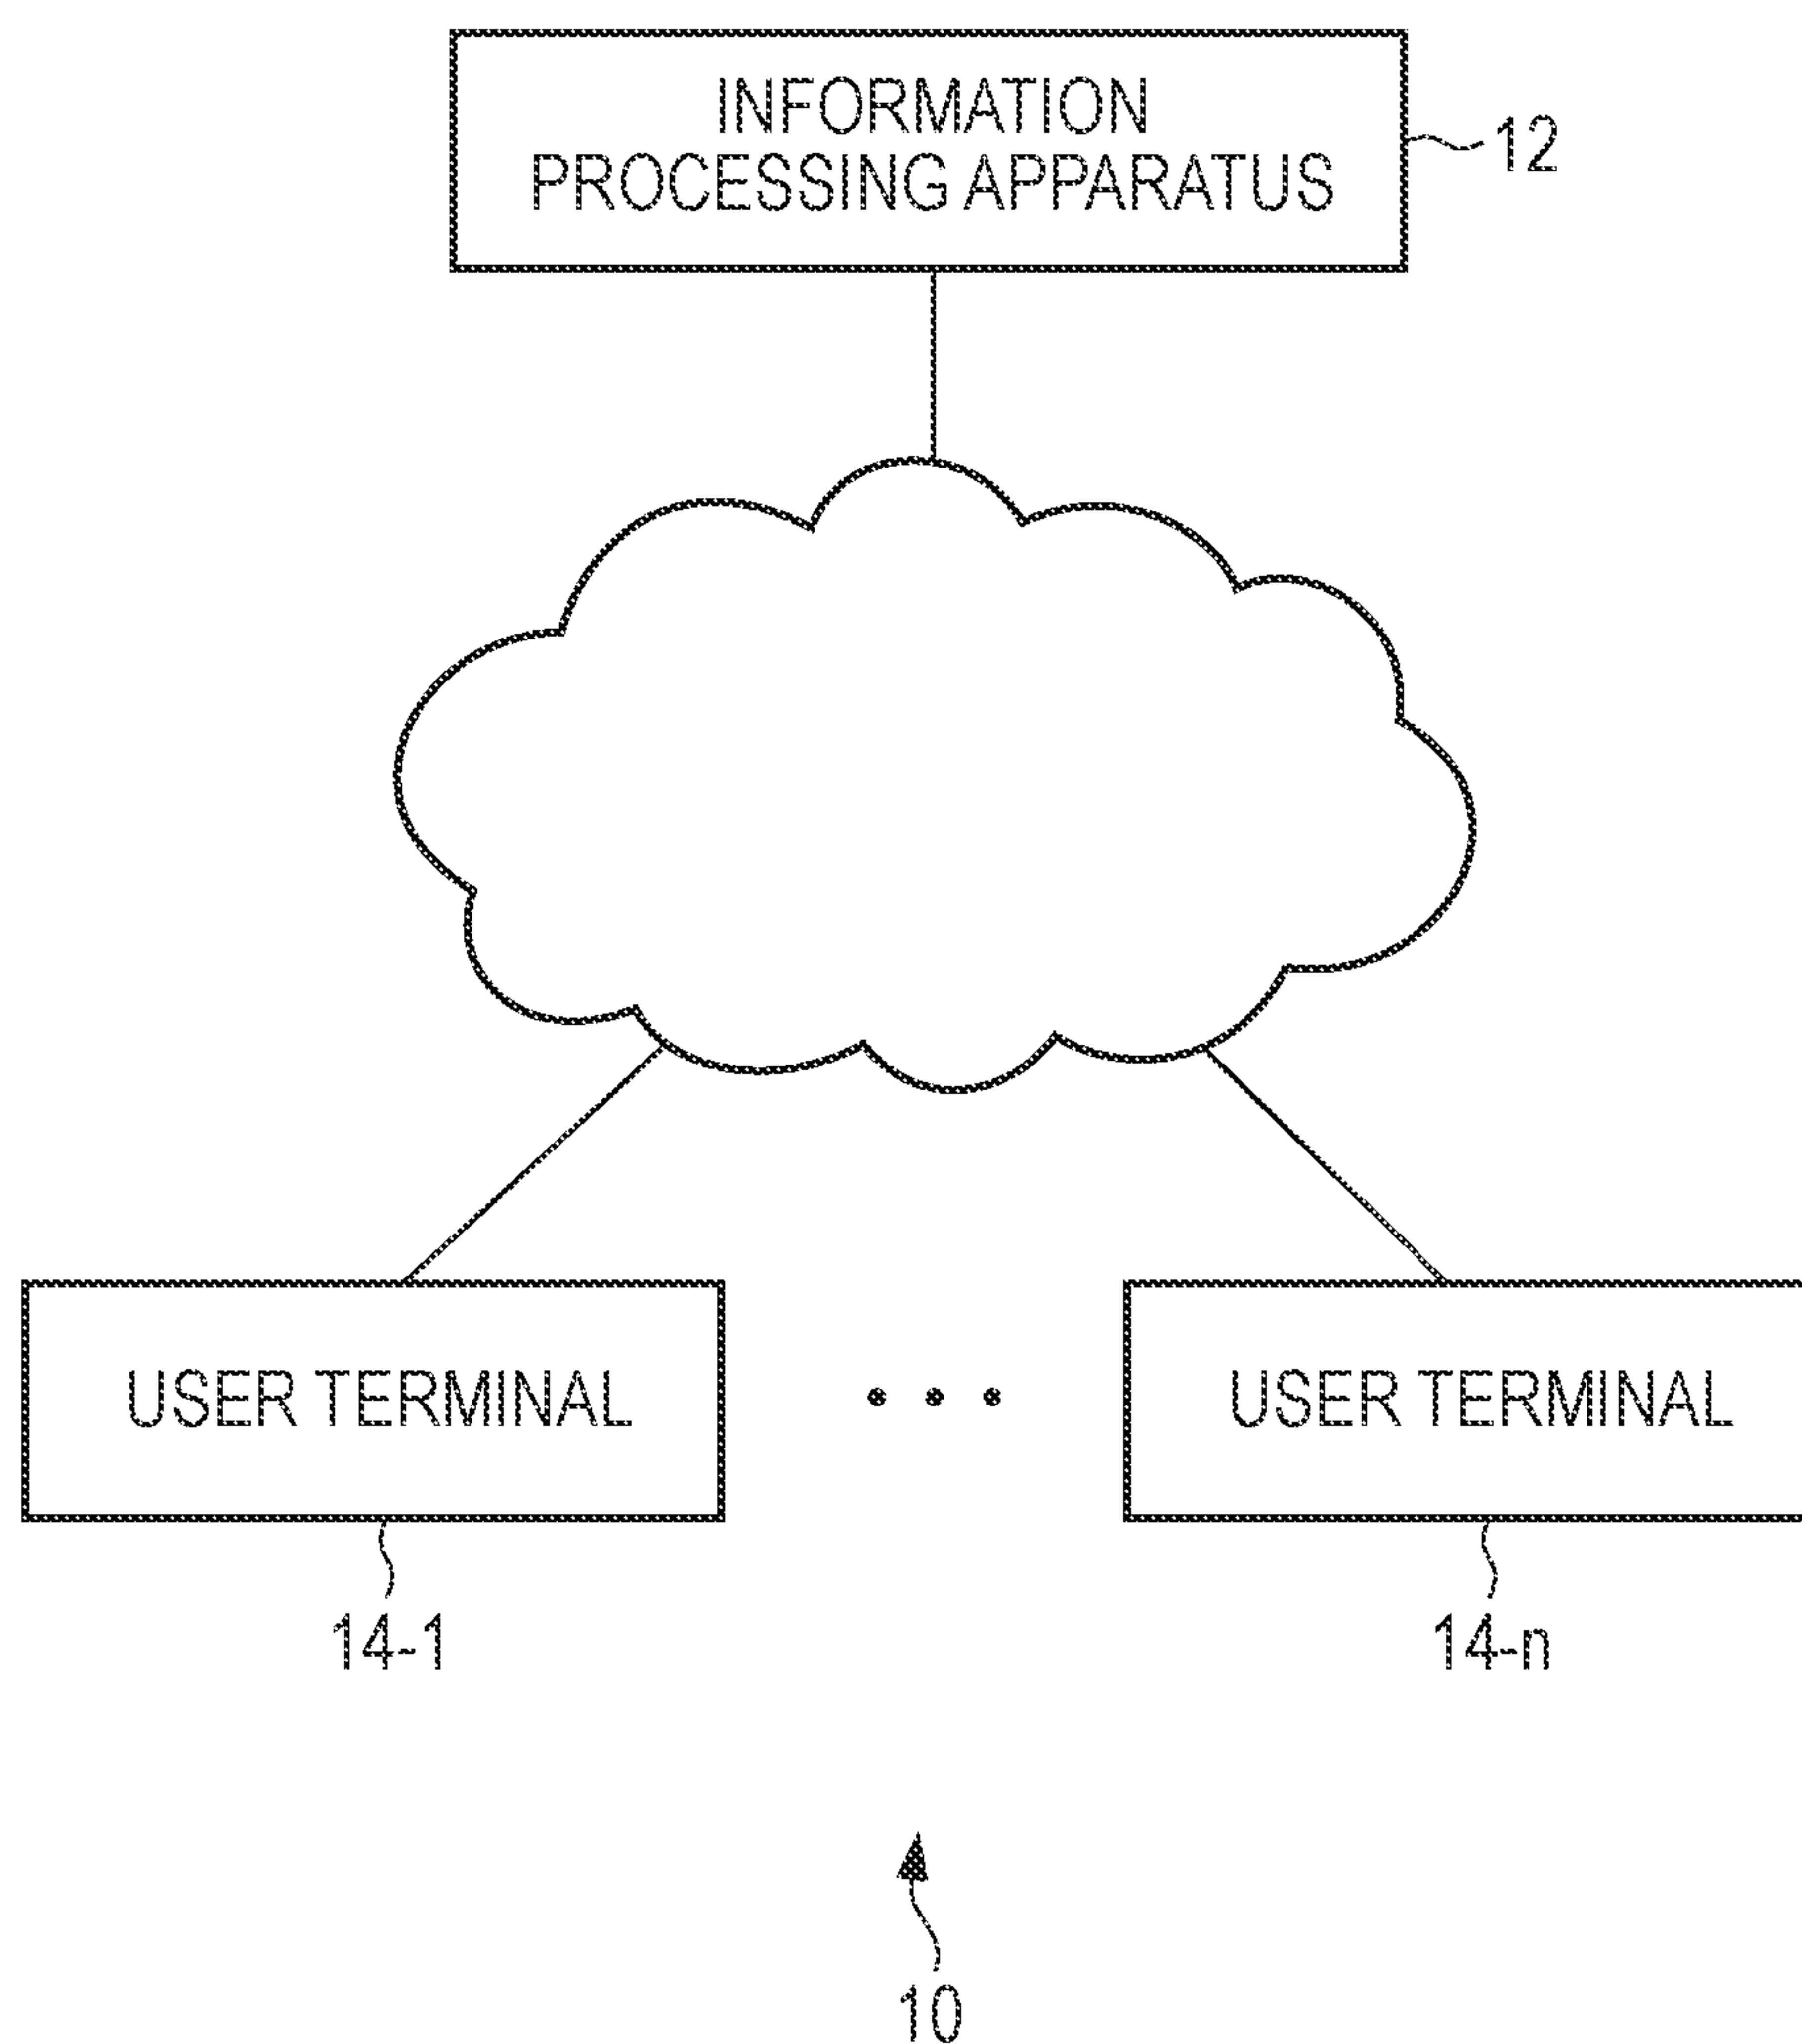 INFORMATION
PROCESSING APPARATUS
12
USER TERMINAL
• • •
USER TERMINAL
14-1
14-n
10